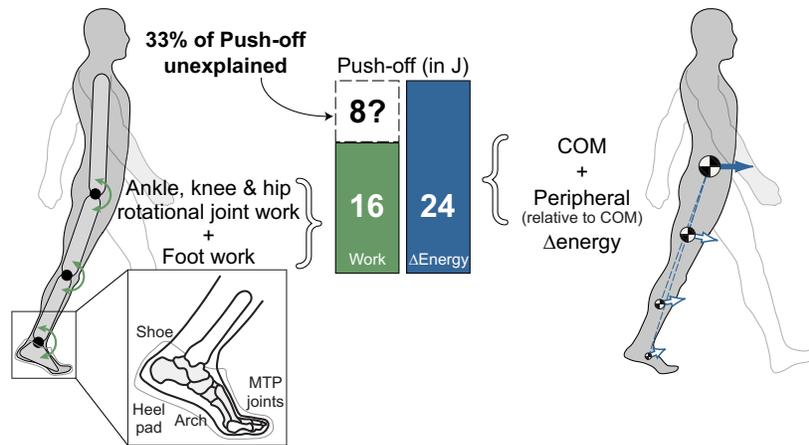 33% of Push-off
unexplained
Push-off (in J)
8?
16
Work
24
ΔEnergy
Ankle, knee & hip
rotational joint work
+
Foot work
COM
+
Peripheral
(relative to COM)
Δenergy
Shoe
MTP
joints
Heel
pad
Arch